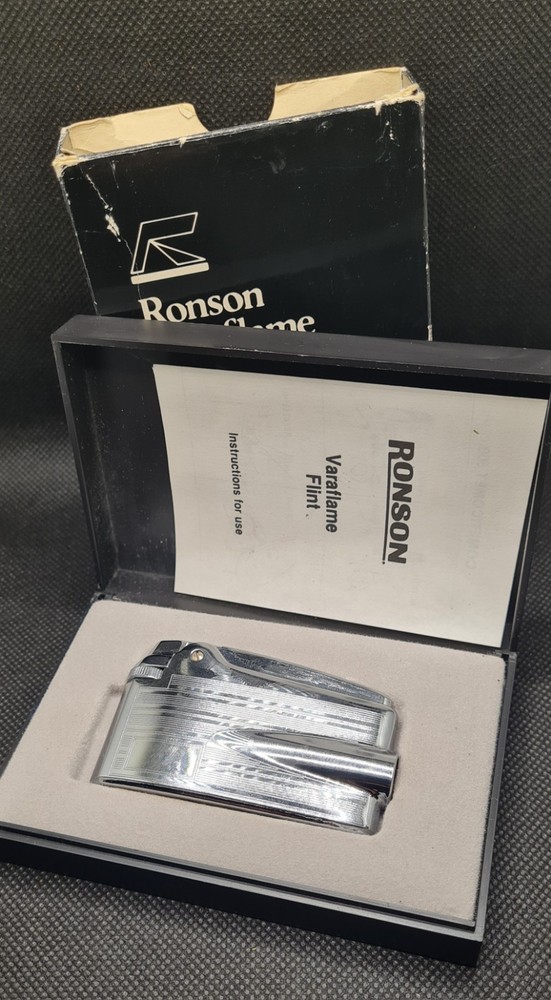 Ronson
RONSON
Varaflame
Flint
Instructions for use